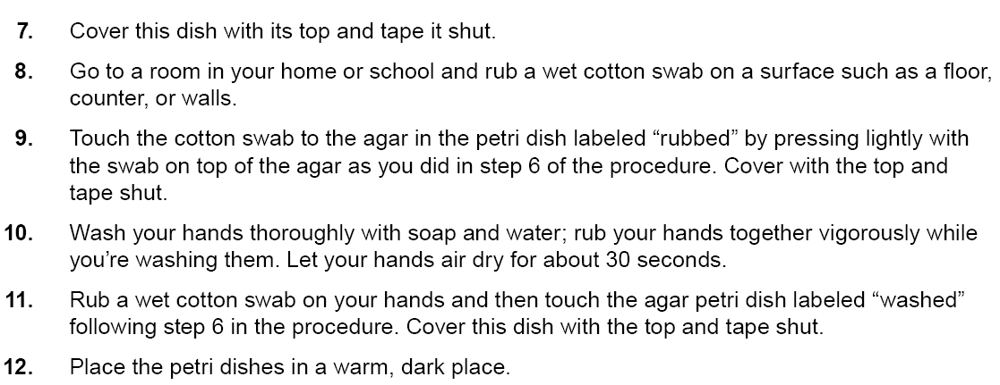 7. Cover this dish with its top and tape it shut.
8. Go to a room in your home or school and rub a wet cotton swab on a surface such as a floor,
counter, or walls.
9. Touch the cotton swab to the agar in the petri dish labeled “rubbed” by pressing lightly with
the swab on top of the agar as you did in step 6 of the procedure. Cover with the top and
tape shut.
10. Wash your hands thoroughly with soap and water; rub your hands together vigorously while
you’re washing them. Let your hands air dry for about 30 seconds.
11. Rub a wet cotton swab on your hands and then touch the agar petri dish labeled “washed”
following step 6 in the procedure. Cover this dish with the top and tape shut.
12. Place the petri dishes in a warm, dark place.